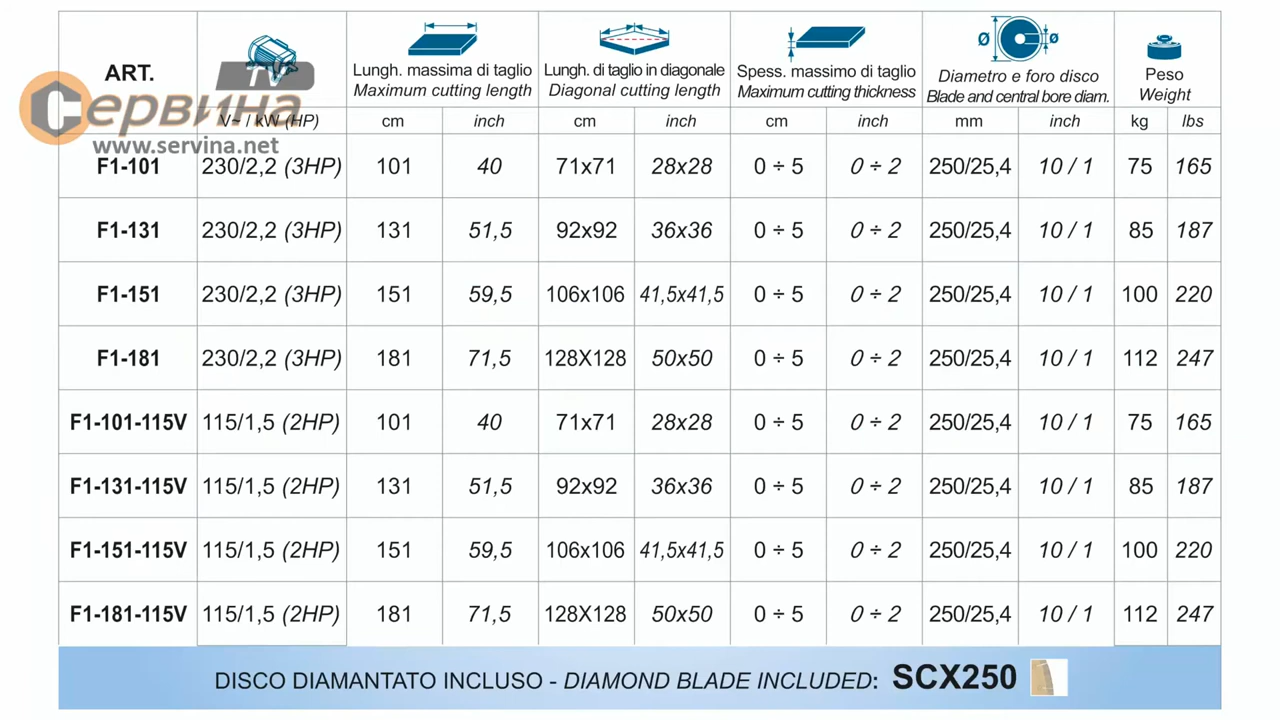 ART.
TV
Сервина
www.servina.net
V~ / kW (HP)
Lungh. massima di taglio
Maximum cutting length
Lungh. di taglio in diagonale
Diagonal cutting length
Spess. massimo di taglio
Maximum cutting thickness
Ø ø
Diametro e foro disco
Blade and central bore diam.
Peso
Weight
cm inch cm inch cm inch mm inch kg lbs
F1-101 230/2,2 (3HP) 101 40 71x71 28x28 0 ÷ 5 0 ÷ 2 250/25,4 10 / 1 75 165
F1-131 230/2,2 (3HP) 131 51,5 92x92 36x36 0 ÷ 5 0 ÷ 2 250/25,4 10 / 1 85 187
F1-151 230/2,2 (3HP) 151 59,5 106x106 41,5x41,5 0 ÷ 5 0 ÷ 2 250/25,4 10 / 1 100 220
F1-181 230/2,2 (3HP) 181 71,5 128X128 50x50 0 ÷ 5 0 ÷ 2 250/25,4 10 / 1 112 247
F1-101-115V 115/1,5 (2HP) 101 40 71x71 28x28 0 ÷ 5 0 ÷ 2 250/25,4 10 / 1 75 165
F1-131-115V 115/1,5 (2HP) 131 51,5 92x92 36x36 0 ÷ 5 0 ÷ 2 250/25,4 10 / 1 85 187
F1-151-115V 115/1,5 (2HP) 151 59,5 106x106 41,5x41,5 0 ÷ 5 0 ÷ 2 250/25,4 10 / 1 100 220
F1-181-115V 115/1,5 (2HP) 181 71,5 128X128 50x50 0 ÷ 5 0 ÷ 2 250/25,4 10 / 1 112 247
DISCO DIAMANTATO INCLUSO - DIAMOND BLADE INCLUDED: SCX250